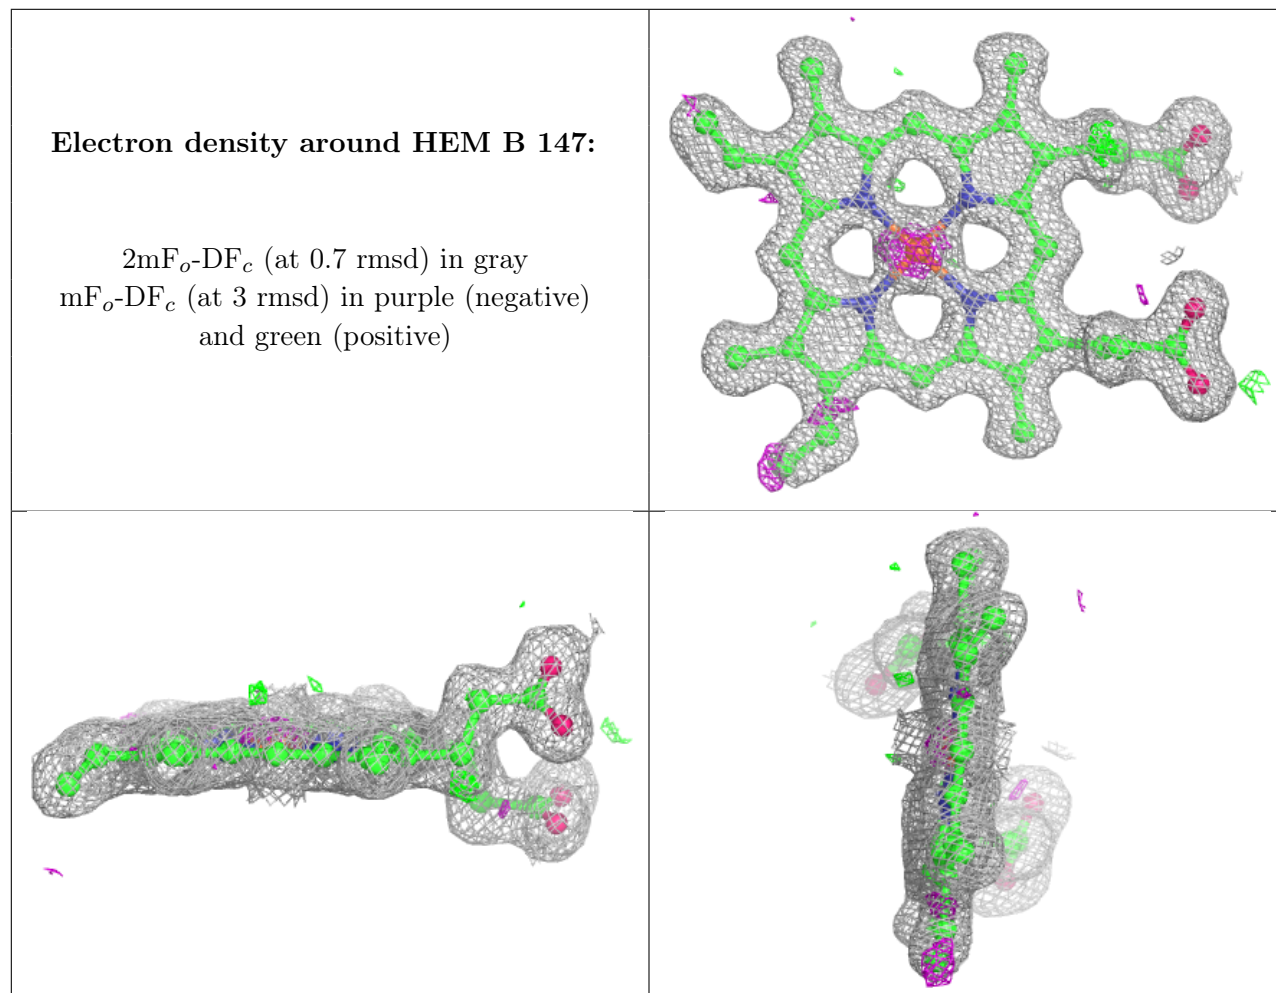 Electron density around HEM B 147:
2mFo-DFc (at 0.7 rmsd) in gray
mFo-DFc (at 3 rmsd) in purple (negative)
and green (positive)